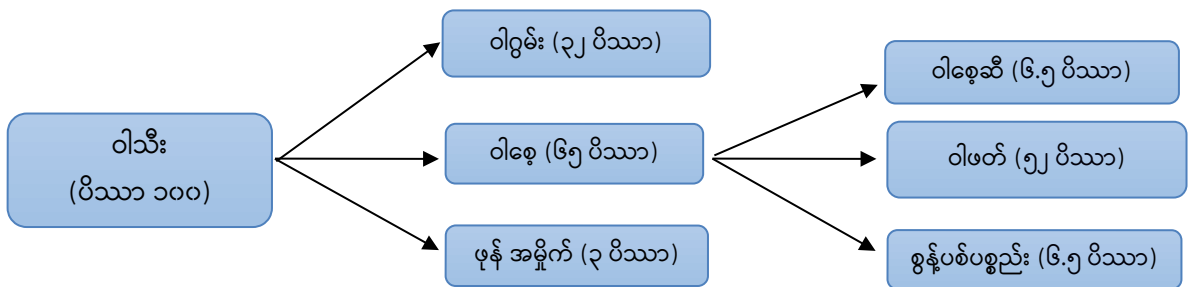 ဝါသီး
(ပိဿာ ၁၀၀)
ဝါဂွမ်း (၃၂ ပိဿာ)
ဝါစေ့ (၆၅ ပိဿာ)
ဖုန် အမှိုက် (၃ ပိဿာ)
ဝါစေ့ဆီ (၆.၅ ပိဿာ)
ဝါဖတ် (၅၂ ပိဿာ)
စွန့်ပစ်ပစ္စည်း (၆.၅ ပိဿာ)